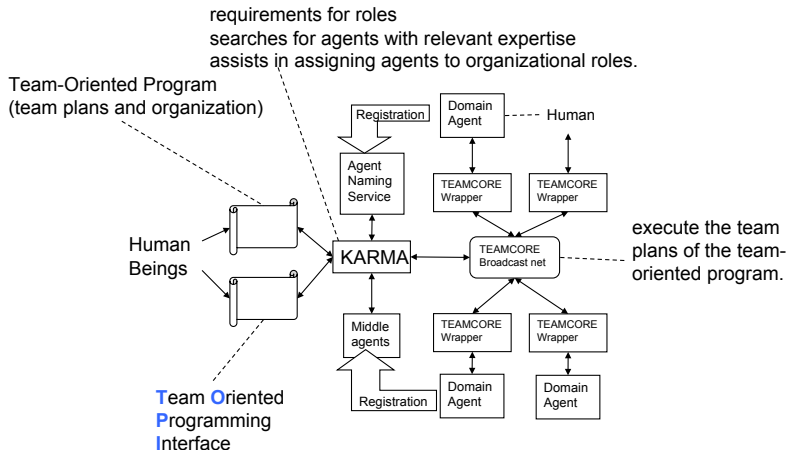 requirements for roles
searches for agents with relevant expertise
assists in assigning agents to organizational roles.
Team-Oriented Program
(team plans and organization)
Registration
Domain
Agent
Human
Agent
Naming
Service
TEAMCORE
Wrapper
TEAMCORE
Wrapper
Human
Beings
KARMA
TEAMCORE
Broadcast net
execute the team
plans of the team-
oriented program.
Middle
agents
TEAMCORE
Wrapper
TEAMCORE
Wrapper
Registration
Domain
Agent
Domain
Agent
Team Oriented
Programming
Interface